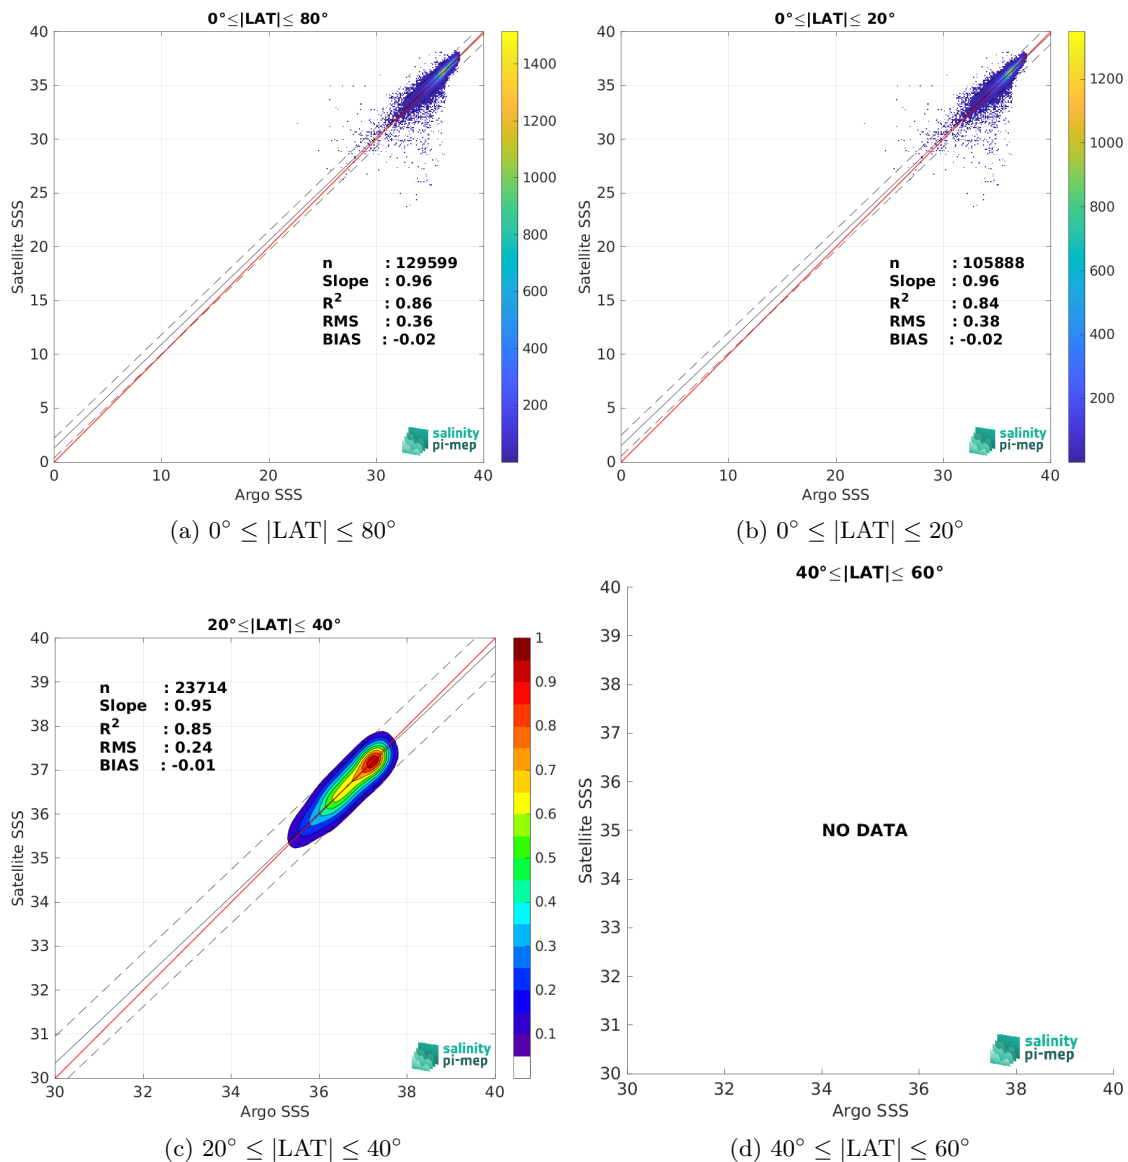 0°≤|LAT|≤ 80°
40
35
30
25
20
15
10
5
0
Satellite SSS
n : 129599
Slope : 0.96
R² : 0.86
RMS : 0.36
BIAS : -0.02
salinity
pi-mep
0 10 20 30 40
Argo SSS
1400
1200
1000
800
600
400
200
(a) 0° ≤ |LAT| ≤ 80°
0°≤|LAT|≤ 20°
40
35
30
25
20
15
10
5
0
Satellite SSS
n : 105888
Slope : 0.96
R² : 0.84
RMS : 0.38
BIAS : -0.02
salinity
pi-mep
0 10 20 30 40
Argo SSS
1200
1000
800
600
400
200
(b) 0° ≤ |LAT| ≤ 20°
20°≤|LAT|≤ 40°
40
39
38
37
36
35
34
33
32
31
30
Satellite SSS
n : 23714
Slope : 0.95
R² : 0.85
RMS : 0.24
BIAS : -0.01
salinity
pi-mep
30 32 34 36 38 40
Argo SSS
1
0.9
0.8
0.7
0.6
0.5
0.4
0.3
0.2
0.1
(c) 20° ≤ |LAT| ≤ 40°
40°≤|LAT|≤ 60°
40
39
38
37
36
35
34
33
32
31
30
Satellite SSS
NO DATA
salinity
pi-mep
30 32 34 36 38 40
Argo SSS
(d) 40° ≤ |LAT| ≤ 60°